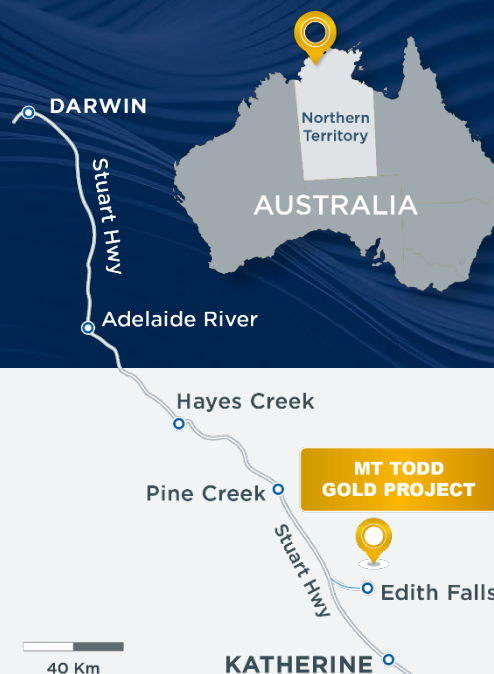 DARWIN
Northern
Territory
Stuart Hwy
AUSTRALIA
Adelaide River
Hayes Creek
MT TODD
GOLD PROJECT
Pine Creek
Stuart Hwy
Edith Falls
40 Km
KATHERINE